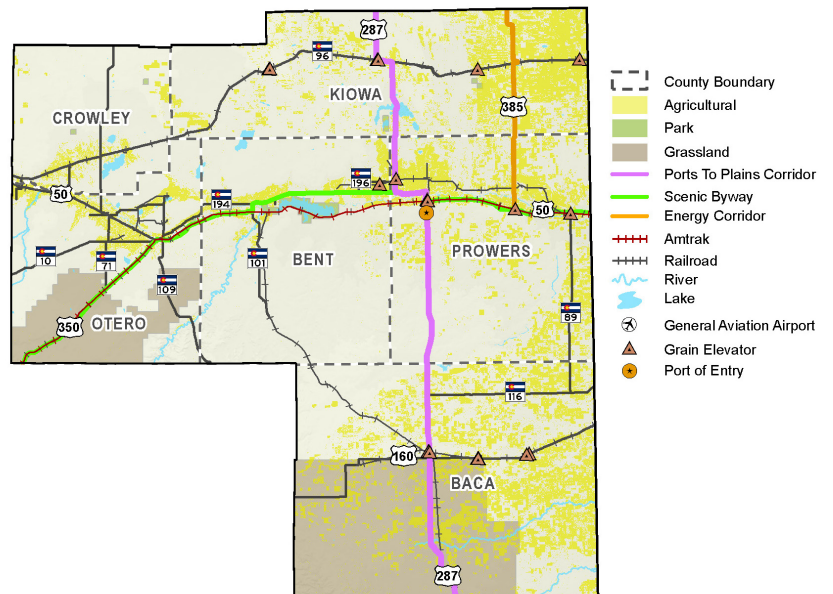 287
96
KIOWA
CROWLEY
385
50
196
194
50
10
71
101
BENT
PROWERS
109
89
350
OTERO
116
160
BACA
287
County Boundary
Agricultural
Park
Grassland
Ports To Plains Corridor
Scenic Byway
Energy Corridor
Amtrak
Railroad
River
Lake
General Aviation Airport
Grain Elevator
Port of Entry